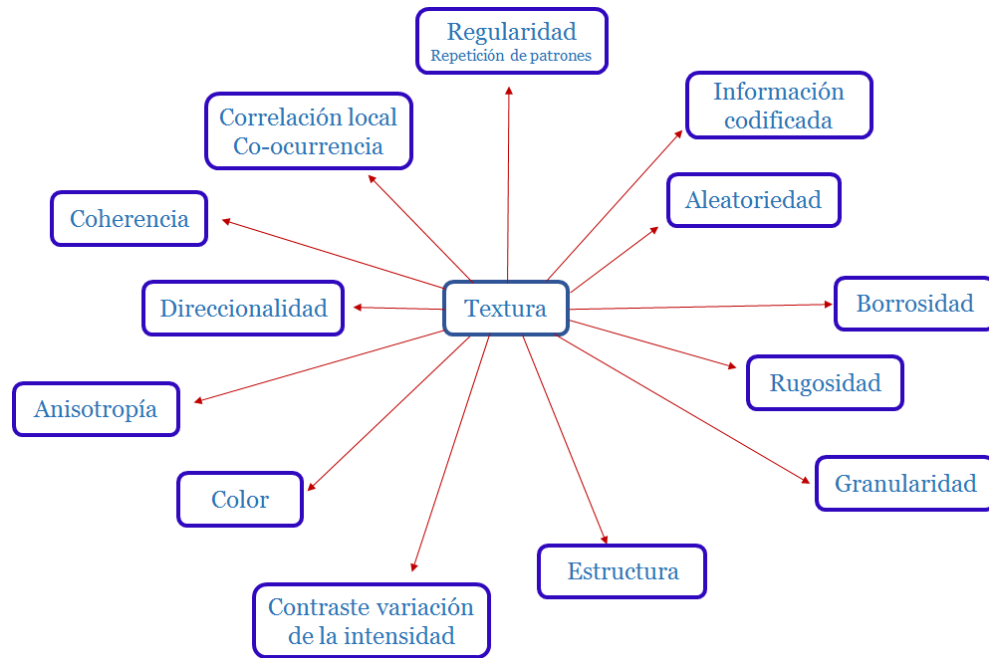 Regularidad
Repetición de patrones
Información
codificada
Correlación local
Co-ocurrencia
Aleatoriedad
Coherencia
Direccionalidad
Textura
Borrosidad
Rugosidad
Anisotropía
Granularidad
Color
Estructura
Contraste variación
de la intensidad